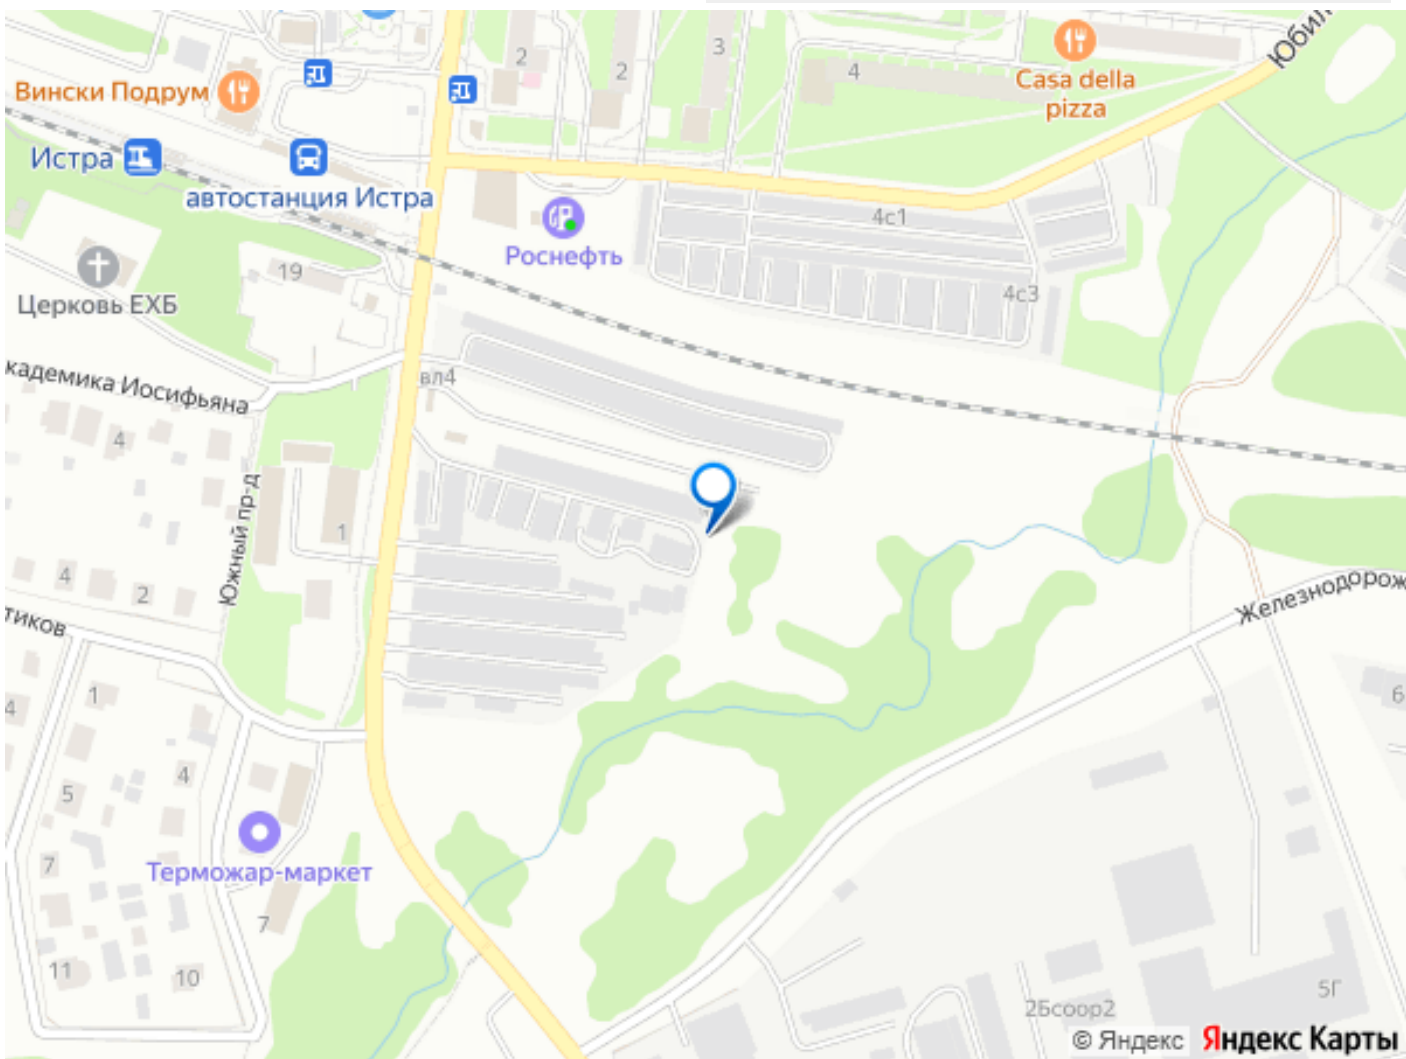 2
2
3
4
Юбил
Casa della
pizza
Вински Подрум
Истра
автостанция Истра
4с1
Роснефть
19
4с3
Церковь ЕХБ
кадемика Иосифьяна
вл4
4
Южный пр-д
1
4
2
тиков
Железнодорож
1
4
6
4
5
7
Терможар-маркет
7
11
10
5Г
2Бсоор2
© Яндекс
Яндекс Карты